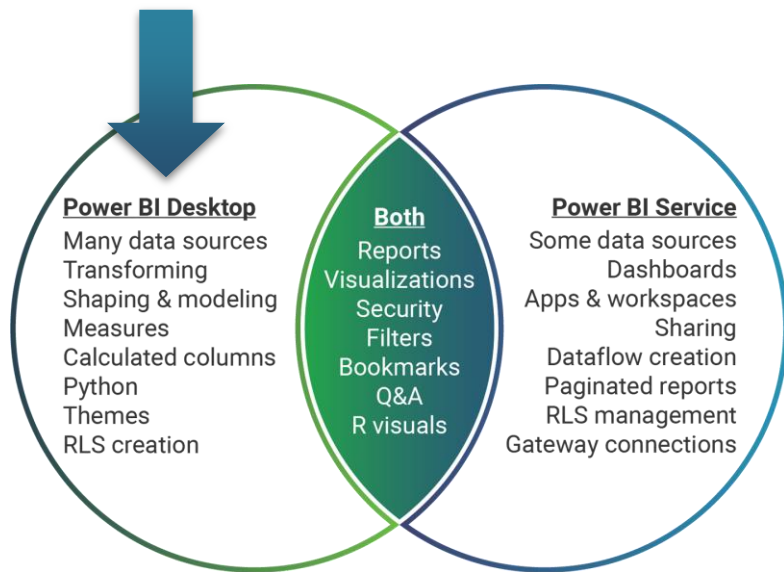 Power BI Desktop
Many data sources
Transforming
Shaping & modeling
Measures
Calculated columns
Python
Themes
RLS creation
Both
Reports
Visualizations
Security
Filters
Bookmarks
Q&A
R visuals
Power BI Service
Some data sources
Dashboards
Apps & workspaces
Sharing
Dataflow creation
Paginated reports
RLS management
Gateway connections